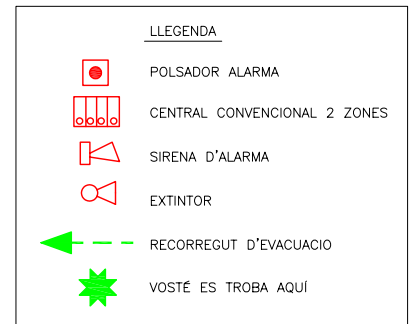 LLEGENDA
POLSADOR ALARMA
CENTRAL CONVENCIONAL 2 ZONES
SIRENA D'ALARMA
EXTINTOR
RECORREGUT D'EVACUACIO
VOSTÉ ES TROBA AQUÍ